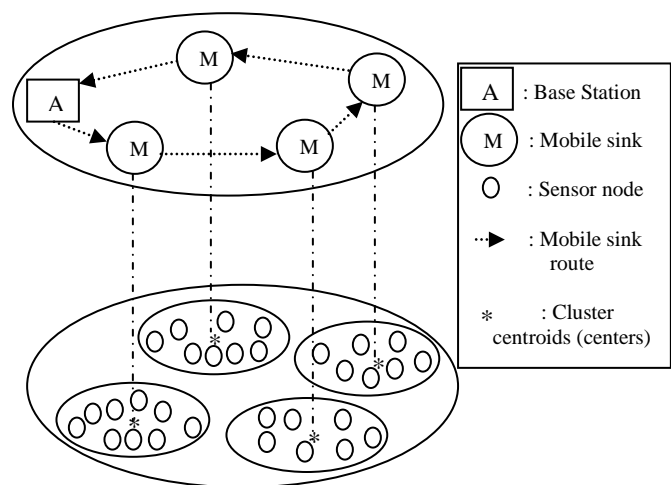 M
M
A
M
M
A : Base Station
M : Mobile sink
: Sensor node
: Mobile sink
route
* : Cluster
centroids (centers)
*
*
*
*